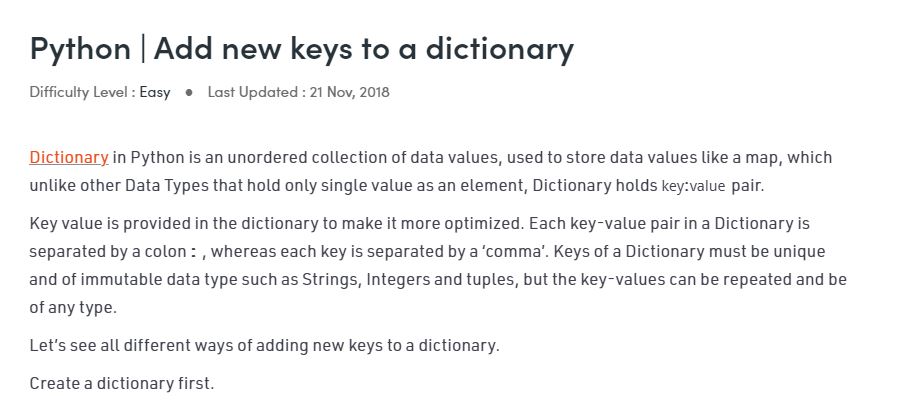 Python | Add new keys to a dictionary
Difficulty Level : Easy ● Last Updated : 21 Nov, 2018
Dictionary in Python is an unordered collection of data values, used to store data values like a map, which
unlike other Data Types that hold only single value as an element, Dictionary holds key:value pair.
Key value is provided in the dictionary to make it more optimized. Each key-value pair in a Dictionary is
separated by a colon : , whereas each key is separated by a ‘comma’. Keys of a Dictionary must be unique
and of immutable data type such as Strings, Integers and tuples, but the key-values can be repeated and be
of any type.
Let’s see all different ways of adding new keys to a dictionary.
Create a dictionary first.